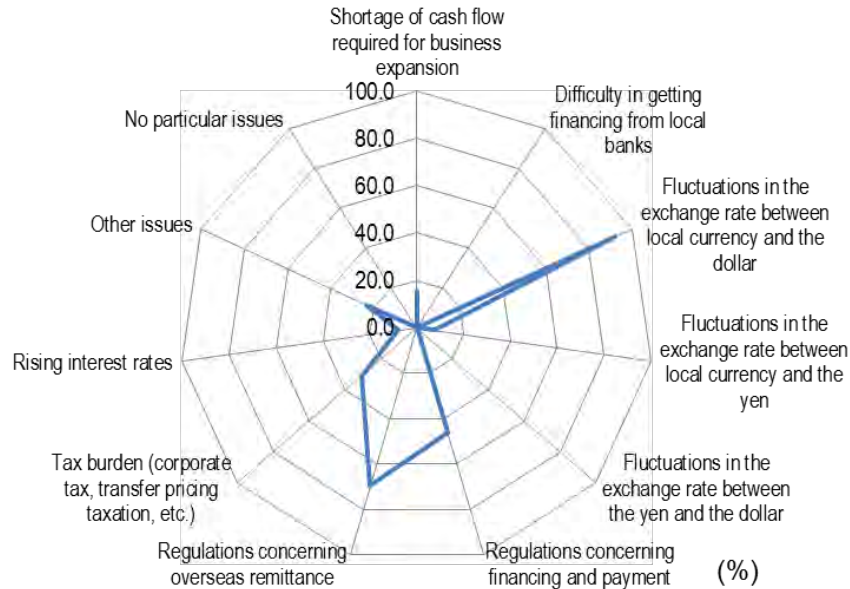 Shortage of cash flow
required for business
expansion
100.0
80.0
60.0
40.0
20.0
0.0
Difficulty in getting
financing from local
banks
Fluctuations in the
exchange rate between
local currency and the
dollar
Fluctuations in the
exchange rate between
local currency and the
yen
Fluctuations in the
exchange rate between
the yen and the dollar
Regulations concerning
financing and payment
(%)
Regulations concerning
overseas remittance
Tax burden (corporate
tax, transfer pricing
taxation, etc.)
Rising interest rates
Other issues
No particular issues